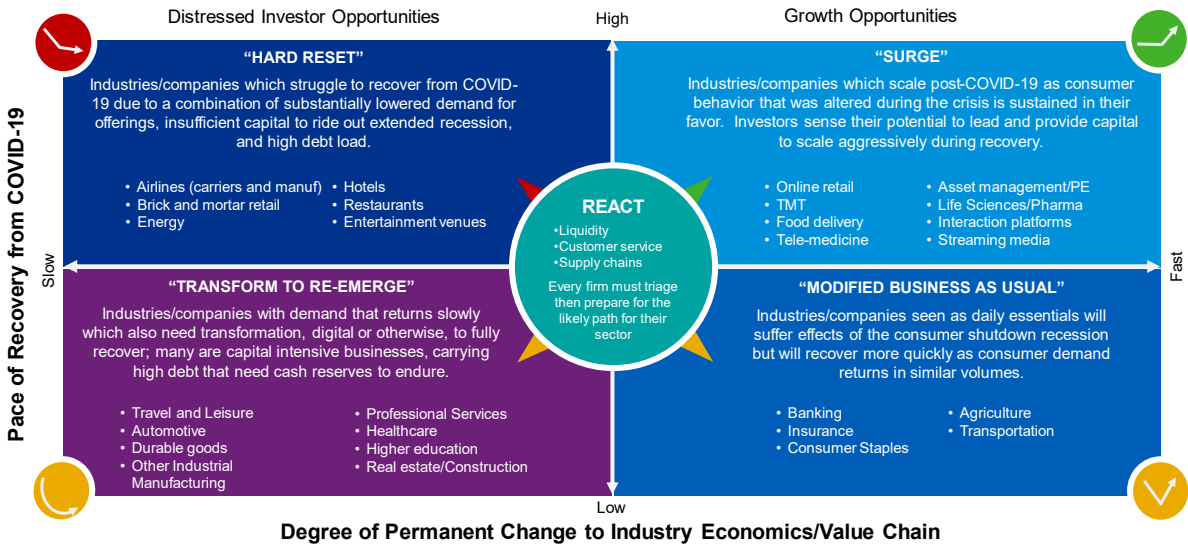 Distressed Investor Opportunities
High
Growth Opportunities
“HARD RESET”
Industries/companies which struggle to recover from COVID-
19 due to a combination of substantially lowered demand for
offerings, insufficient capital to ride out extended recession,
and high debt load.
• Airlines (carriers and manuf)
• Brick and mortar retail
• Energy
• Hotels
• Restaurants
• Entertainment venues
“SURGE”
Industries/companies which scale post-COVID-19 as consumer
behavior that was altered during the crisis is sustained in their
favor. Investors sense their potential to lead and provide capital
to scale aggressively during recovery.
• Online retail
• TMT
• Food delivery
• Tele-medicine
• Asset management/PE
• Life Sciences/Pharma
• Interaction platforms
• Streaming media
REACT
•Liquidity
•Customer service
•Supply chains
Every firm must triage
then prepare for the
likely path for their
sector
Pace of Recovery from COVID-19
Slow
Fast
“TRANSFORM TO RE-EMERGE”
Industries/companies with demand that returns slowly
which also need transformation, digital or otherwise, to fully
recover; many are capital intensive businesses, carrying
high debt that need cash reserves to endure.
• Travel and Leisure
• Automotive
• Durable goods
• Other Industrial
Manufacturing
• Professional Services
• Healthcare
• Higher education
• Real estate/Construction
“MODIFIED BUSINESS AS USUAL”
Industries/companies seen as daily essentials will
suffer effects of the consumer shutdown recession
but will recover more quickly as consumer demand
returns in similar volumes.
• Banking
• Insurance
• Consumer Staples
• Agriculture
• Transportation
Low
Degree of Permanent Change to Industry Economics/Value Chain